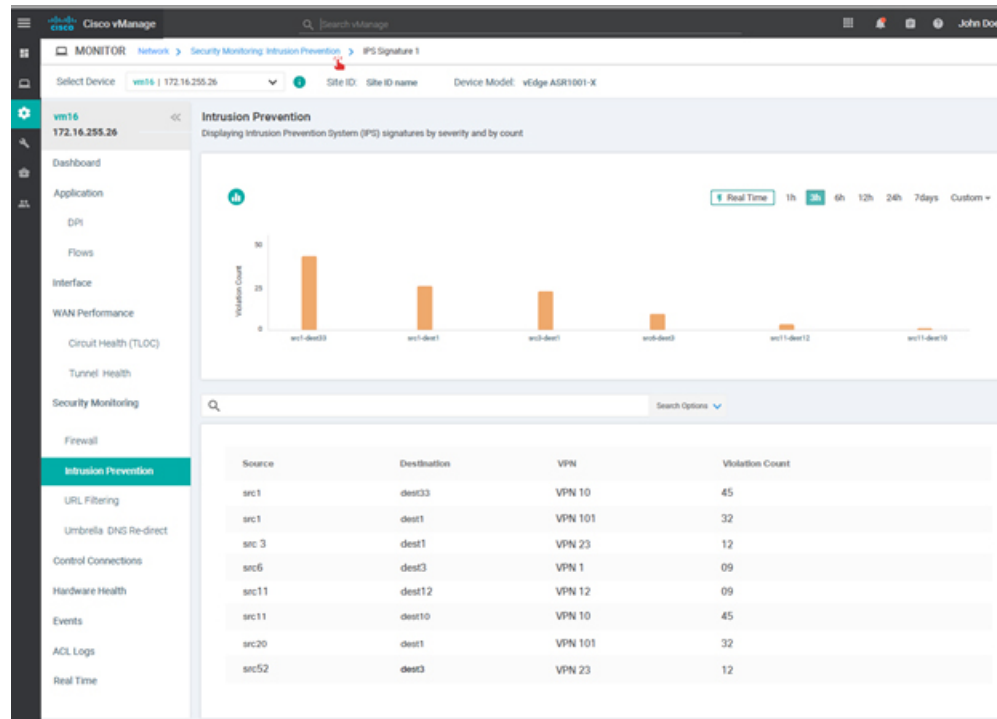 cisco Cisco vManage Search vManage John Doe
MONITOR Network > Security Monitoring: Intrusion Prevention > IPS Signature 1
Select Device vm16 | 172.16.255.26 Site ID: Site ID name Device Model: vEdge ASR1001-X
vm16
172.16.255.26
Dashboard
Application
DPI
Flows
Interface
WAN Performance
Circuit Health (TLOC)
Tunnel Health
Security Monitoring
Firewall
Intrusion Prevention
URL Filtering
Umbrella DNS Re-direct
Control Connections
Hardware Health
Events
ACL Logs
Real Time
Intrusion Prevention
Displaying Intrusion Prevention System (IPS) signatures by severity and by count
Real Time 1h 3h 6h 12h 24h 7days Custom
Violation Count
50
25
0
src1-dest33 src1-dest1 src3-dest1 src6-dest3 src11-dest12 src11-dest10
Search Options
Source Destination VPN Violation Count
src1 dest33 VPN 10 45
src1 dest1 VPN 101 32
src 3 dest1 VPN 23 12
src6 dest3 VPN 1 09
src11 dest12 VPN 12 09
src11 dest10 VPN 10 45
src20 dest1 VPN 101 32
src52 dest3 VPN 23 12